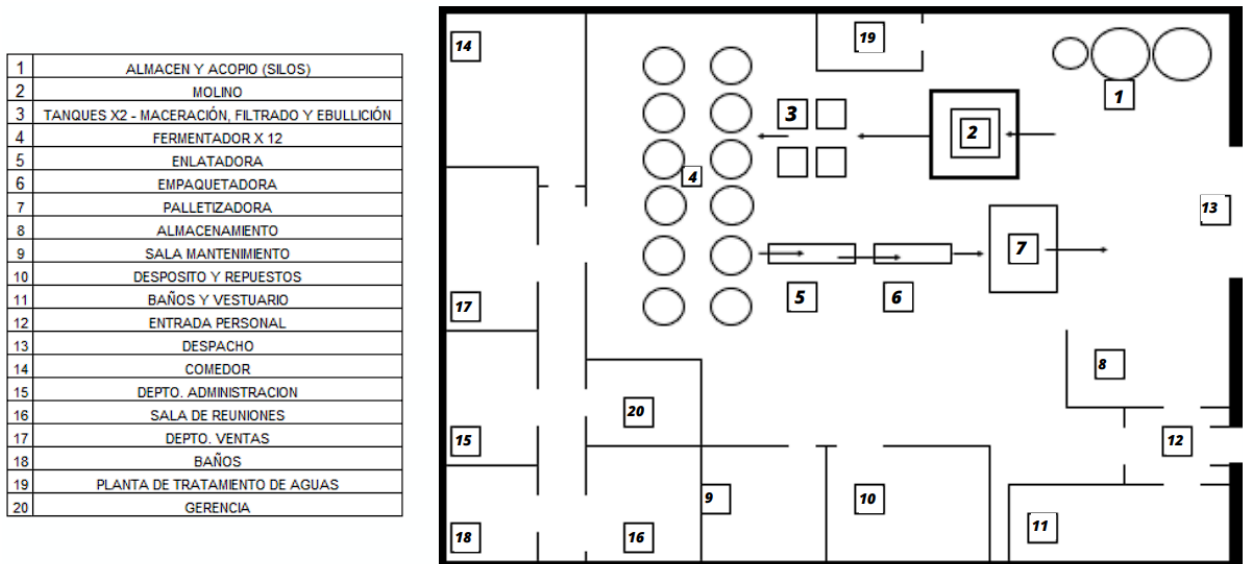 1 ALMACEN Y ACOPIO (SILOS)
2 MOLINO
3 TANQUES X2 - MACERACIÓN, FILTRADO Y EBULLICIÓN
4 FERMENTADOR X 12
5 ENLATADORA
6 EMPAQUETADORA
7 PALLETIZADORA
8 ALMACENAMIENTO
9 SALA MANTENIMIENTO
10 DESPOSITO Y REPUESTOS
11 BAÑOS Y VESTUARIO
12 ENTRADA PERSONAL
13 DESPACHO
14 COMEDOR
15 DEPTO. ADMINISTRACION
16 SALA DE REUNIONES
17 DEPTO. VENTAS
18 BAÑOS
19 PLANTA DE TRATAMIENTO DE AGUAS
20 GERENCIA
14
19
1
3
2
4
13
7
17
5
6
8
20
15
12
9
10
11
18
16